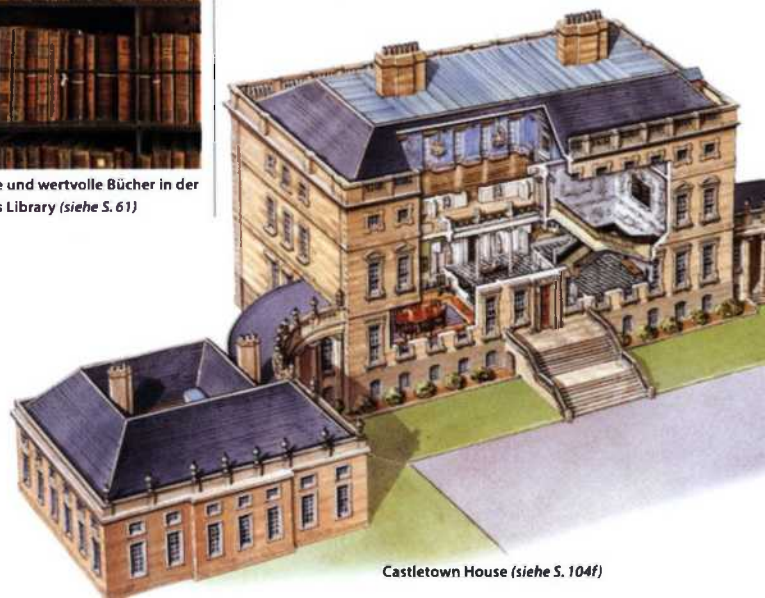 e und wertvolle Bücher in der
s Library (siehe S. 61)
Castletown House (siehe S. 104f)